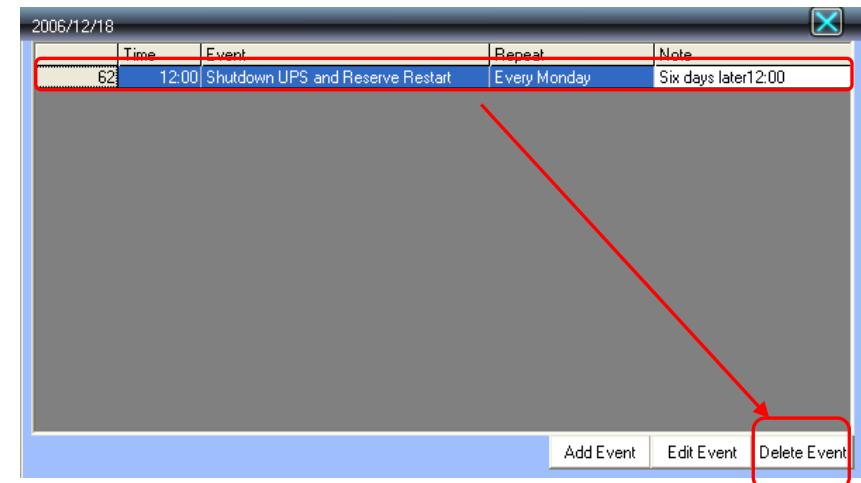 2006/12/18
Time Event Repeat Note
62 12:00 Shutdown UPS and Reserve Restart Every Monday Six days later12:00
Add Event Edit Event Delete Event